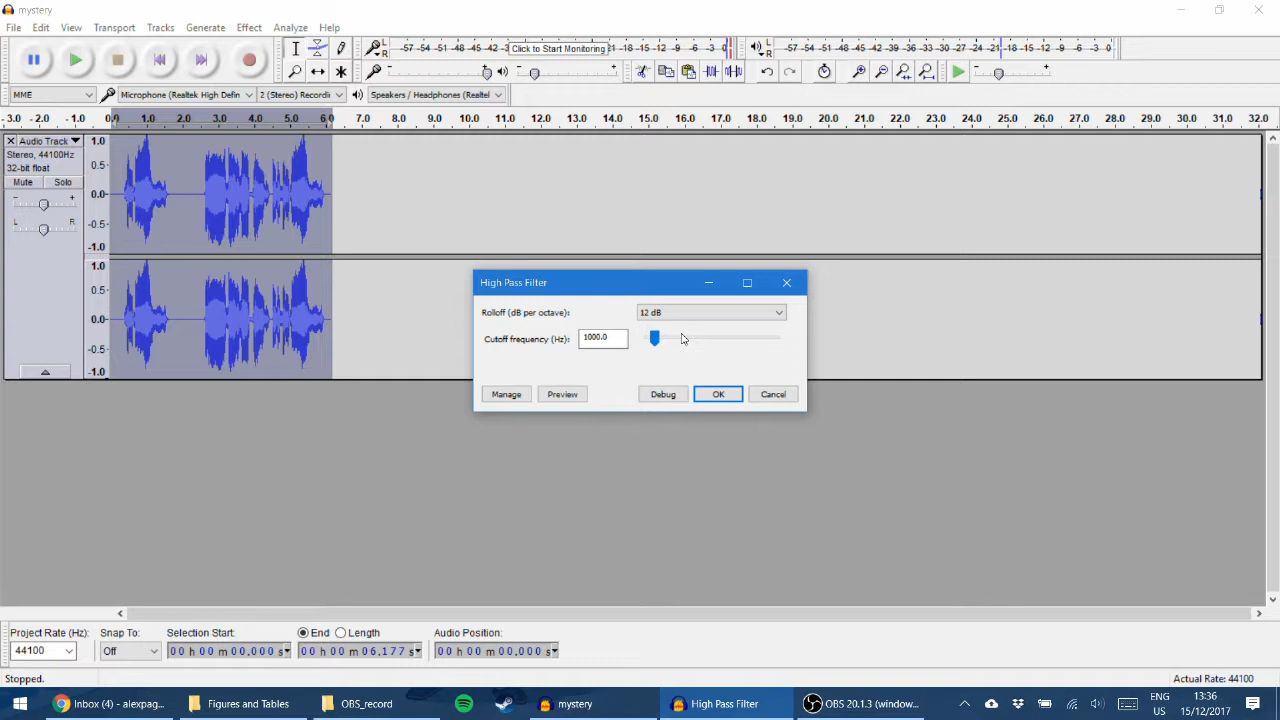 mystery
File Edit View Transport Tracks Generate Effect Analyze Help
L R -57 -54 -51 -48 -45 -42 Click to Start Monitoring -18 -15 -12 -9 -6 -3 0
L R -57 -54 -51 -48 -45 -42 -39 -36 -33 -30 -27 -24 -21 -18 -15 -12 -9 -6 -3 0
MME Microphone (Realtek High Defin 2 (Stereo) Recordi Speakers / Headphones (Realtel
-3.0 -2.0 -1.0 0.0 1.0 2.0 3.0 4.0 5.0 6.0 7.0 8.0 9.0 10.0 11.0 12.0 13.0 14.0 15.0 16.0 17.0 18.0 19.0 20.0 21.0 22.0 23.0 24.0 25.0 26.0 27.0 28.0 29.0 30.0 31.0 32.0
Audio Track
Stereo, 44100Hz
32-bit float
Mute Solo
- +
L R
1.0
0.5
0.0
-0.5
-1.0
1.0
0.5
0.0
-0.5
-1.0
High Pass Filter
Rolloff (dB per octave): 12 dB
Cutoff frequency (Hz): 1000.0
Manage Preview Debug OK Cancel
Project Rate (Hz): Snap To: Selection Start: End Length Audio Position:
44100 Off 00 h 00 m 00.000 s 00 h 00 m 06.177 s 00 h 00 m 00.000 s
Stopped. Actual Rate: 44100
Inbox (4) - alexpag... Figures and Tables OBS_record mystery High Pass Filter OBS 20.1.3 (window...
ENG
US
13:36
15/12/2017